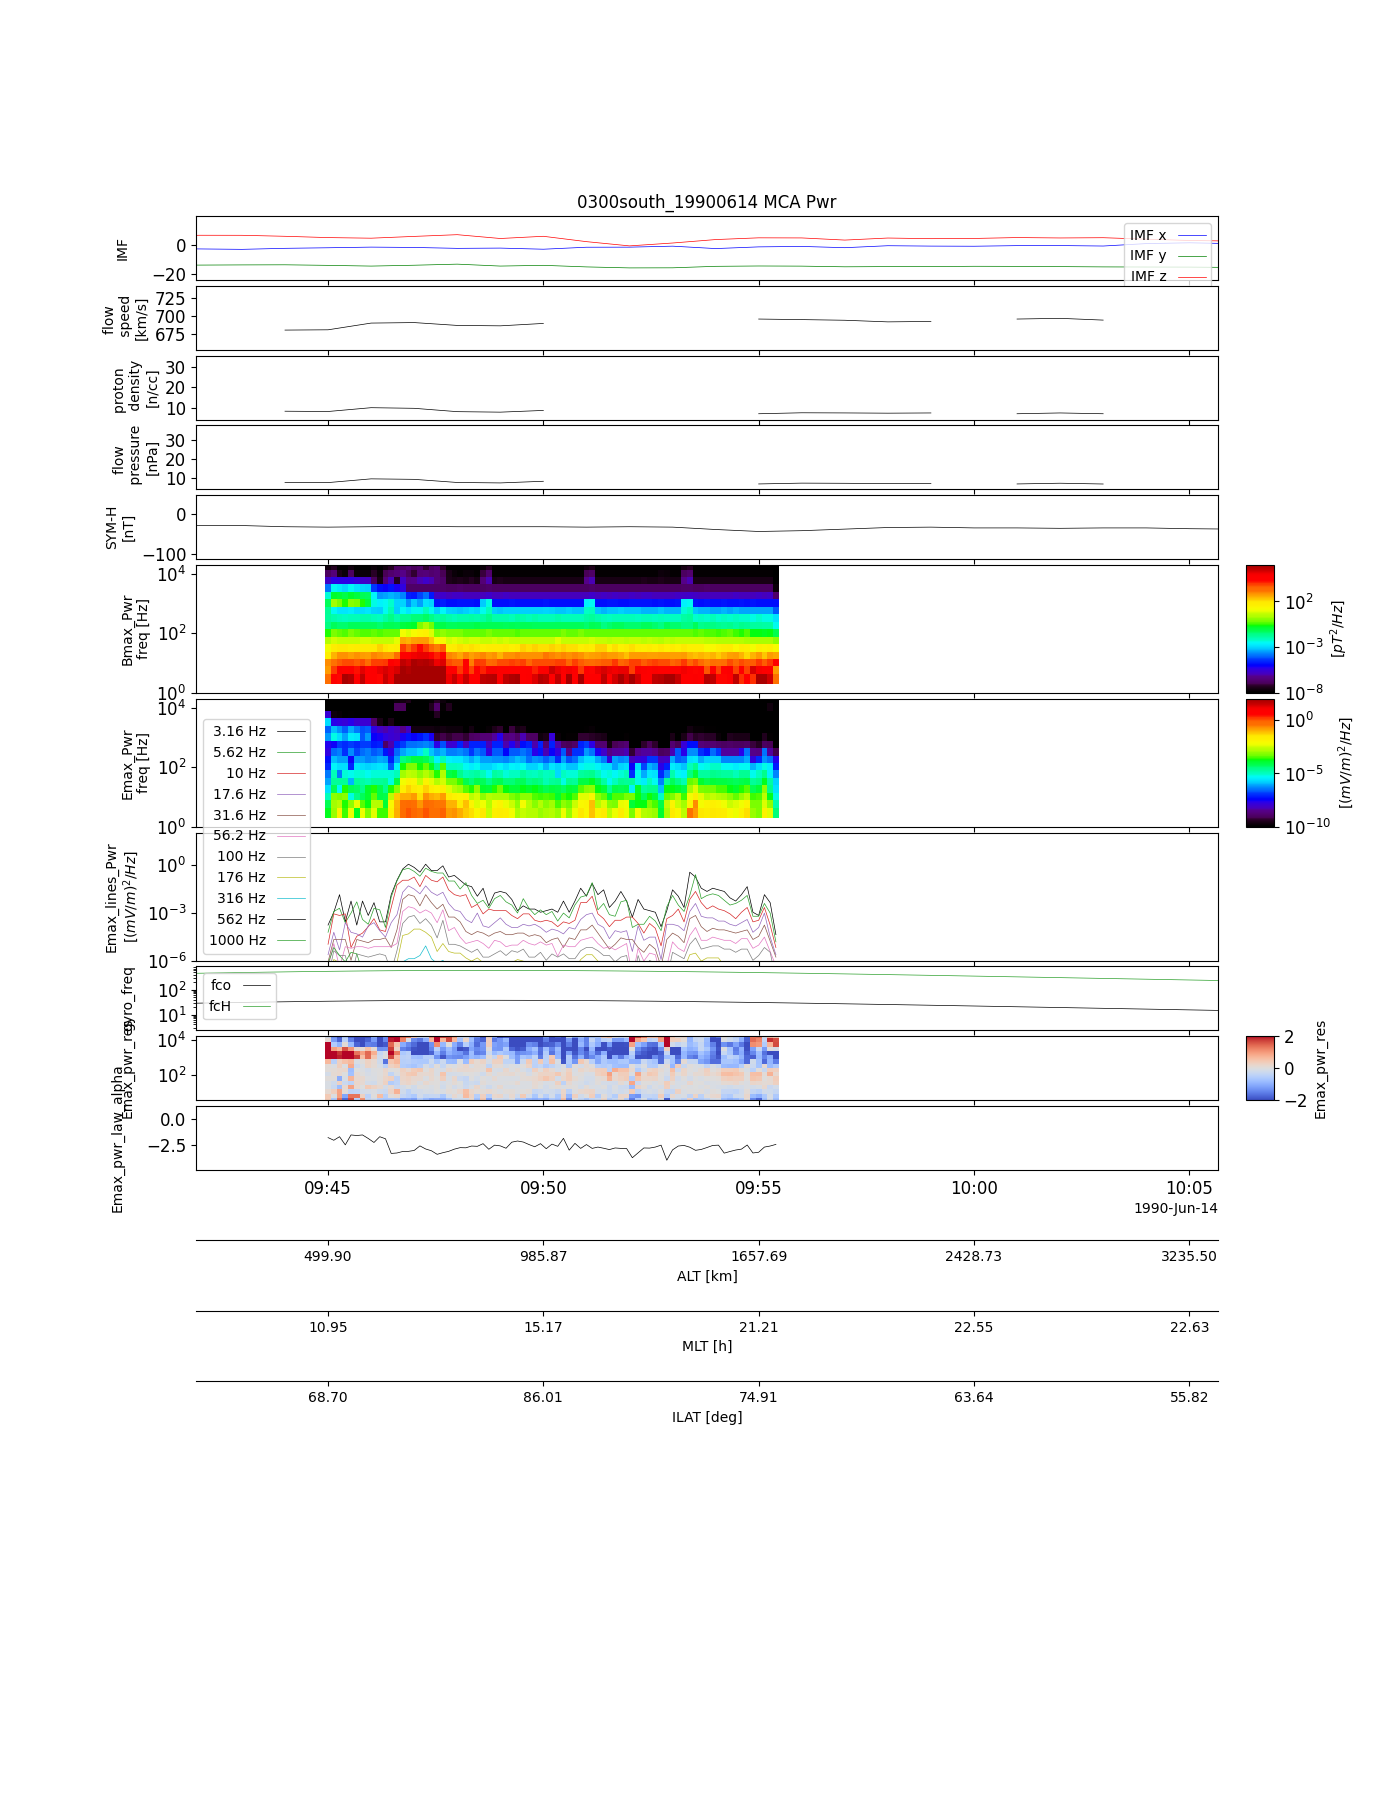 0300south_19900614 MCA Pwr
IMF
0
−20
IMF x
IMF y
IMF z
flow
speed
[km/s]
725
700
675
proton
density
[n/cc]
30
20
10
flow
pressure
[nPa]
30
20
10
SYM-H
[nT]
0
−100
Bmax_Pwr
freq [Hz]
10^4
10^2
10^0
10^2
10^-3
10^-8
[pT^2/Hz]
Emax_Pwr
freq [Hz]
10^4
10^2
10^0
10^0
10^-5
10^-10
[(mV/m)^2/Hz]
3.16 Hz
5.62 Hz
10 Hz
17.6 Hz
31.6 Hz
56.2 Hz
100 Hz
176 Hz
316 Hz
562 Hz
1000 Hz
Emax_lines_Pwr
[(mV/m)^2/Hz]
10^0
10^-3
10^-6
gyro_freq
10^2
10^1
fco
fcH
Emax_pwr_res
10^4
10^2
2
0
−2
Emax_pwr_res
Emax_pwr_law_alpha
0.0
−2.5
09:45 09:50 09:55 10:00 10:05
1990-Jun-14
499.90 985.87 1657.69 2428.73 3235.50
ALT [km]
10.95 15.17 21.21 22.55 22.63
MLT [h]
68.70 86.01 74.91 63.64 55.82
ILAT [deg]